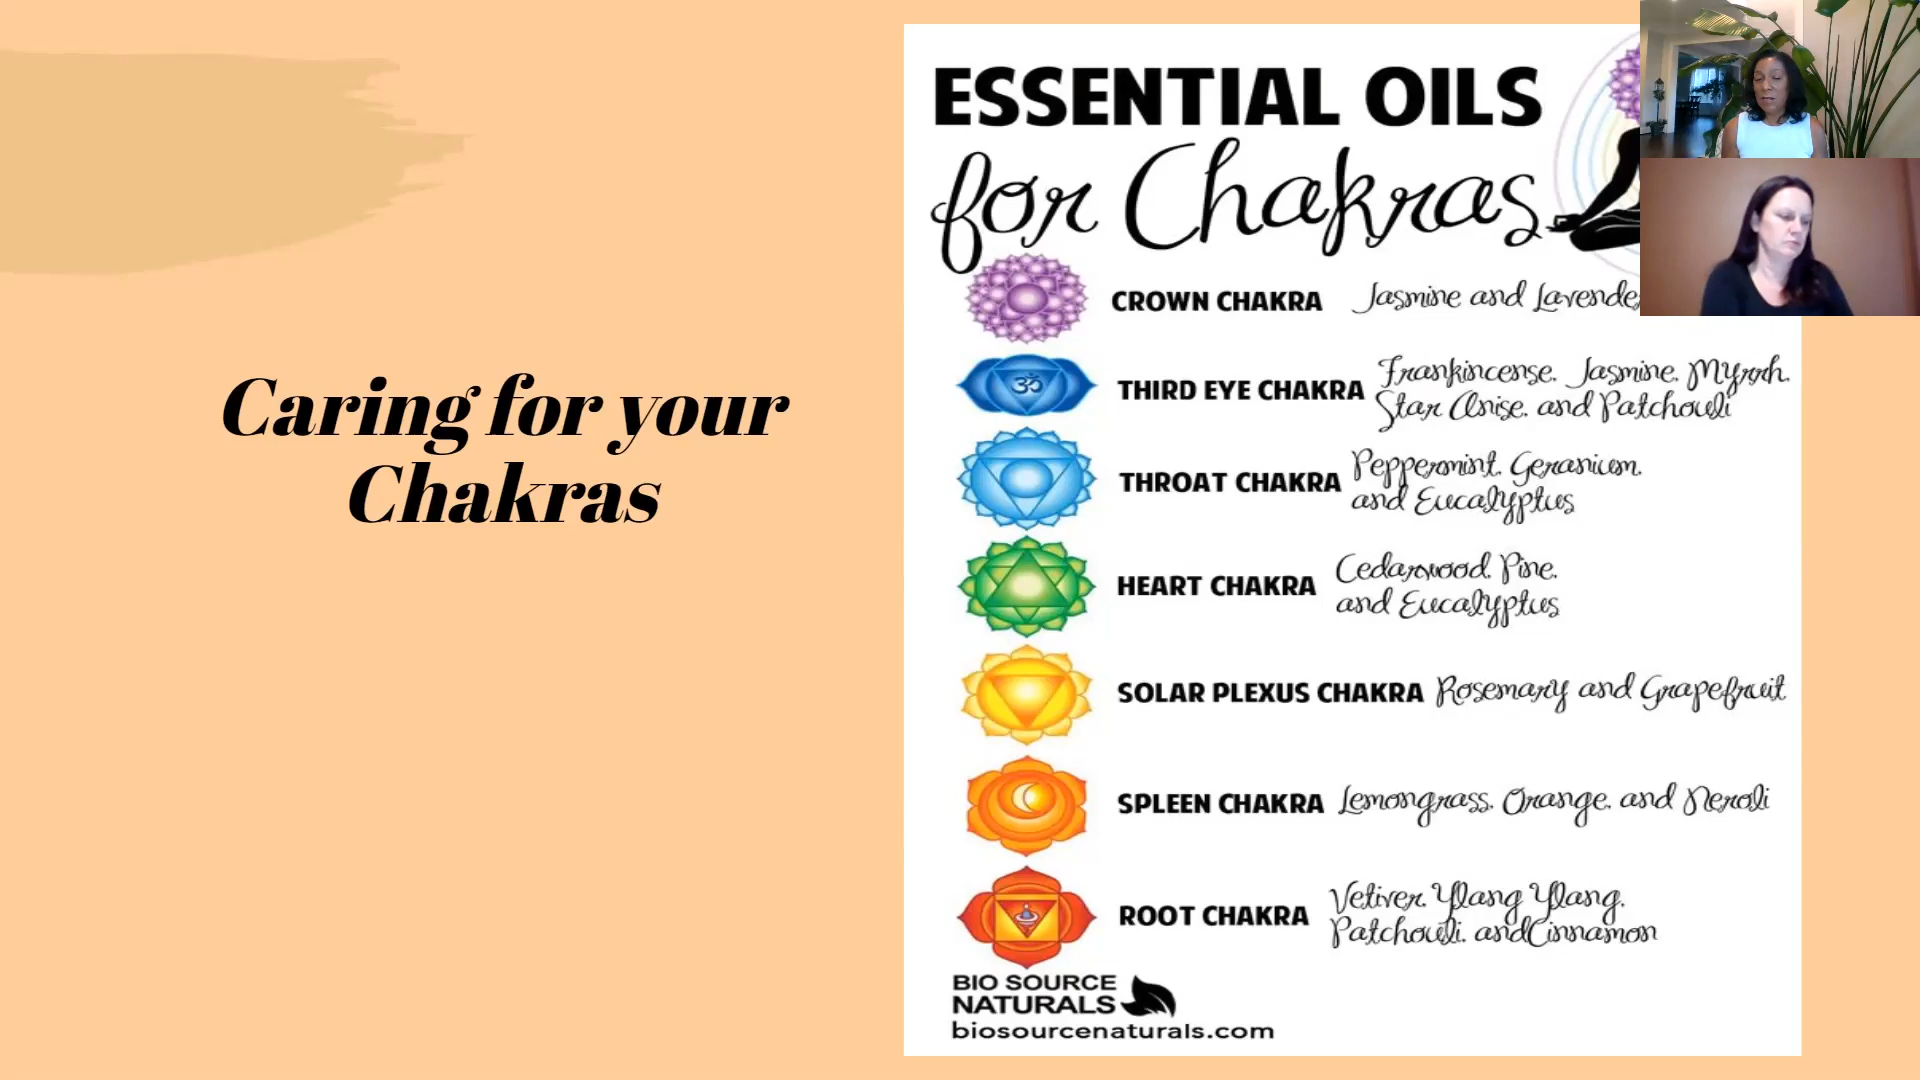 Caring for your
Chakras
ESSENTIAL OILS
for Chakras
CROWN CHAKRA Jasmine and Lavende
THIRD EYE CHAKRA Frankincense, Jasmine, Myrrh,
Star Anise, and Patchouli
THROAT CHAKRA Peppermint, Geranium,
and Eucalyptus
HEART CHAKRA Cedarwood, Pine,
and Eucalyptus
SOLAR PLEXUS CHAKRA Rosemary and Grapefruit
SPLEEN CHAKRA Lemongrass, Orange, and Neroli
ROOT CHAKRA Vetiver, Ylang Ylang,
Patchouli, andCinnamon
BIO SOURCE
NATURALS
biosourcenaturals.com